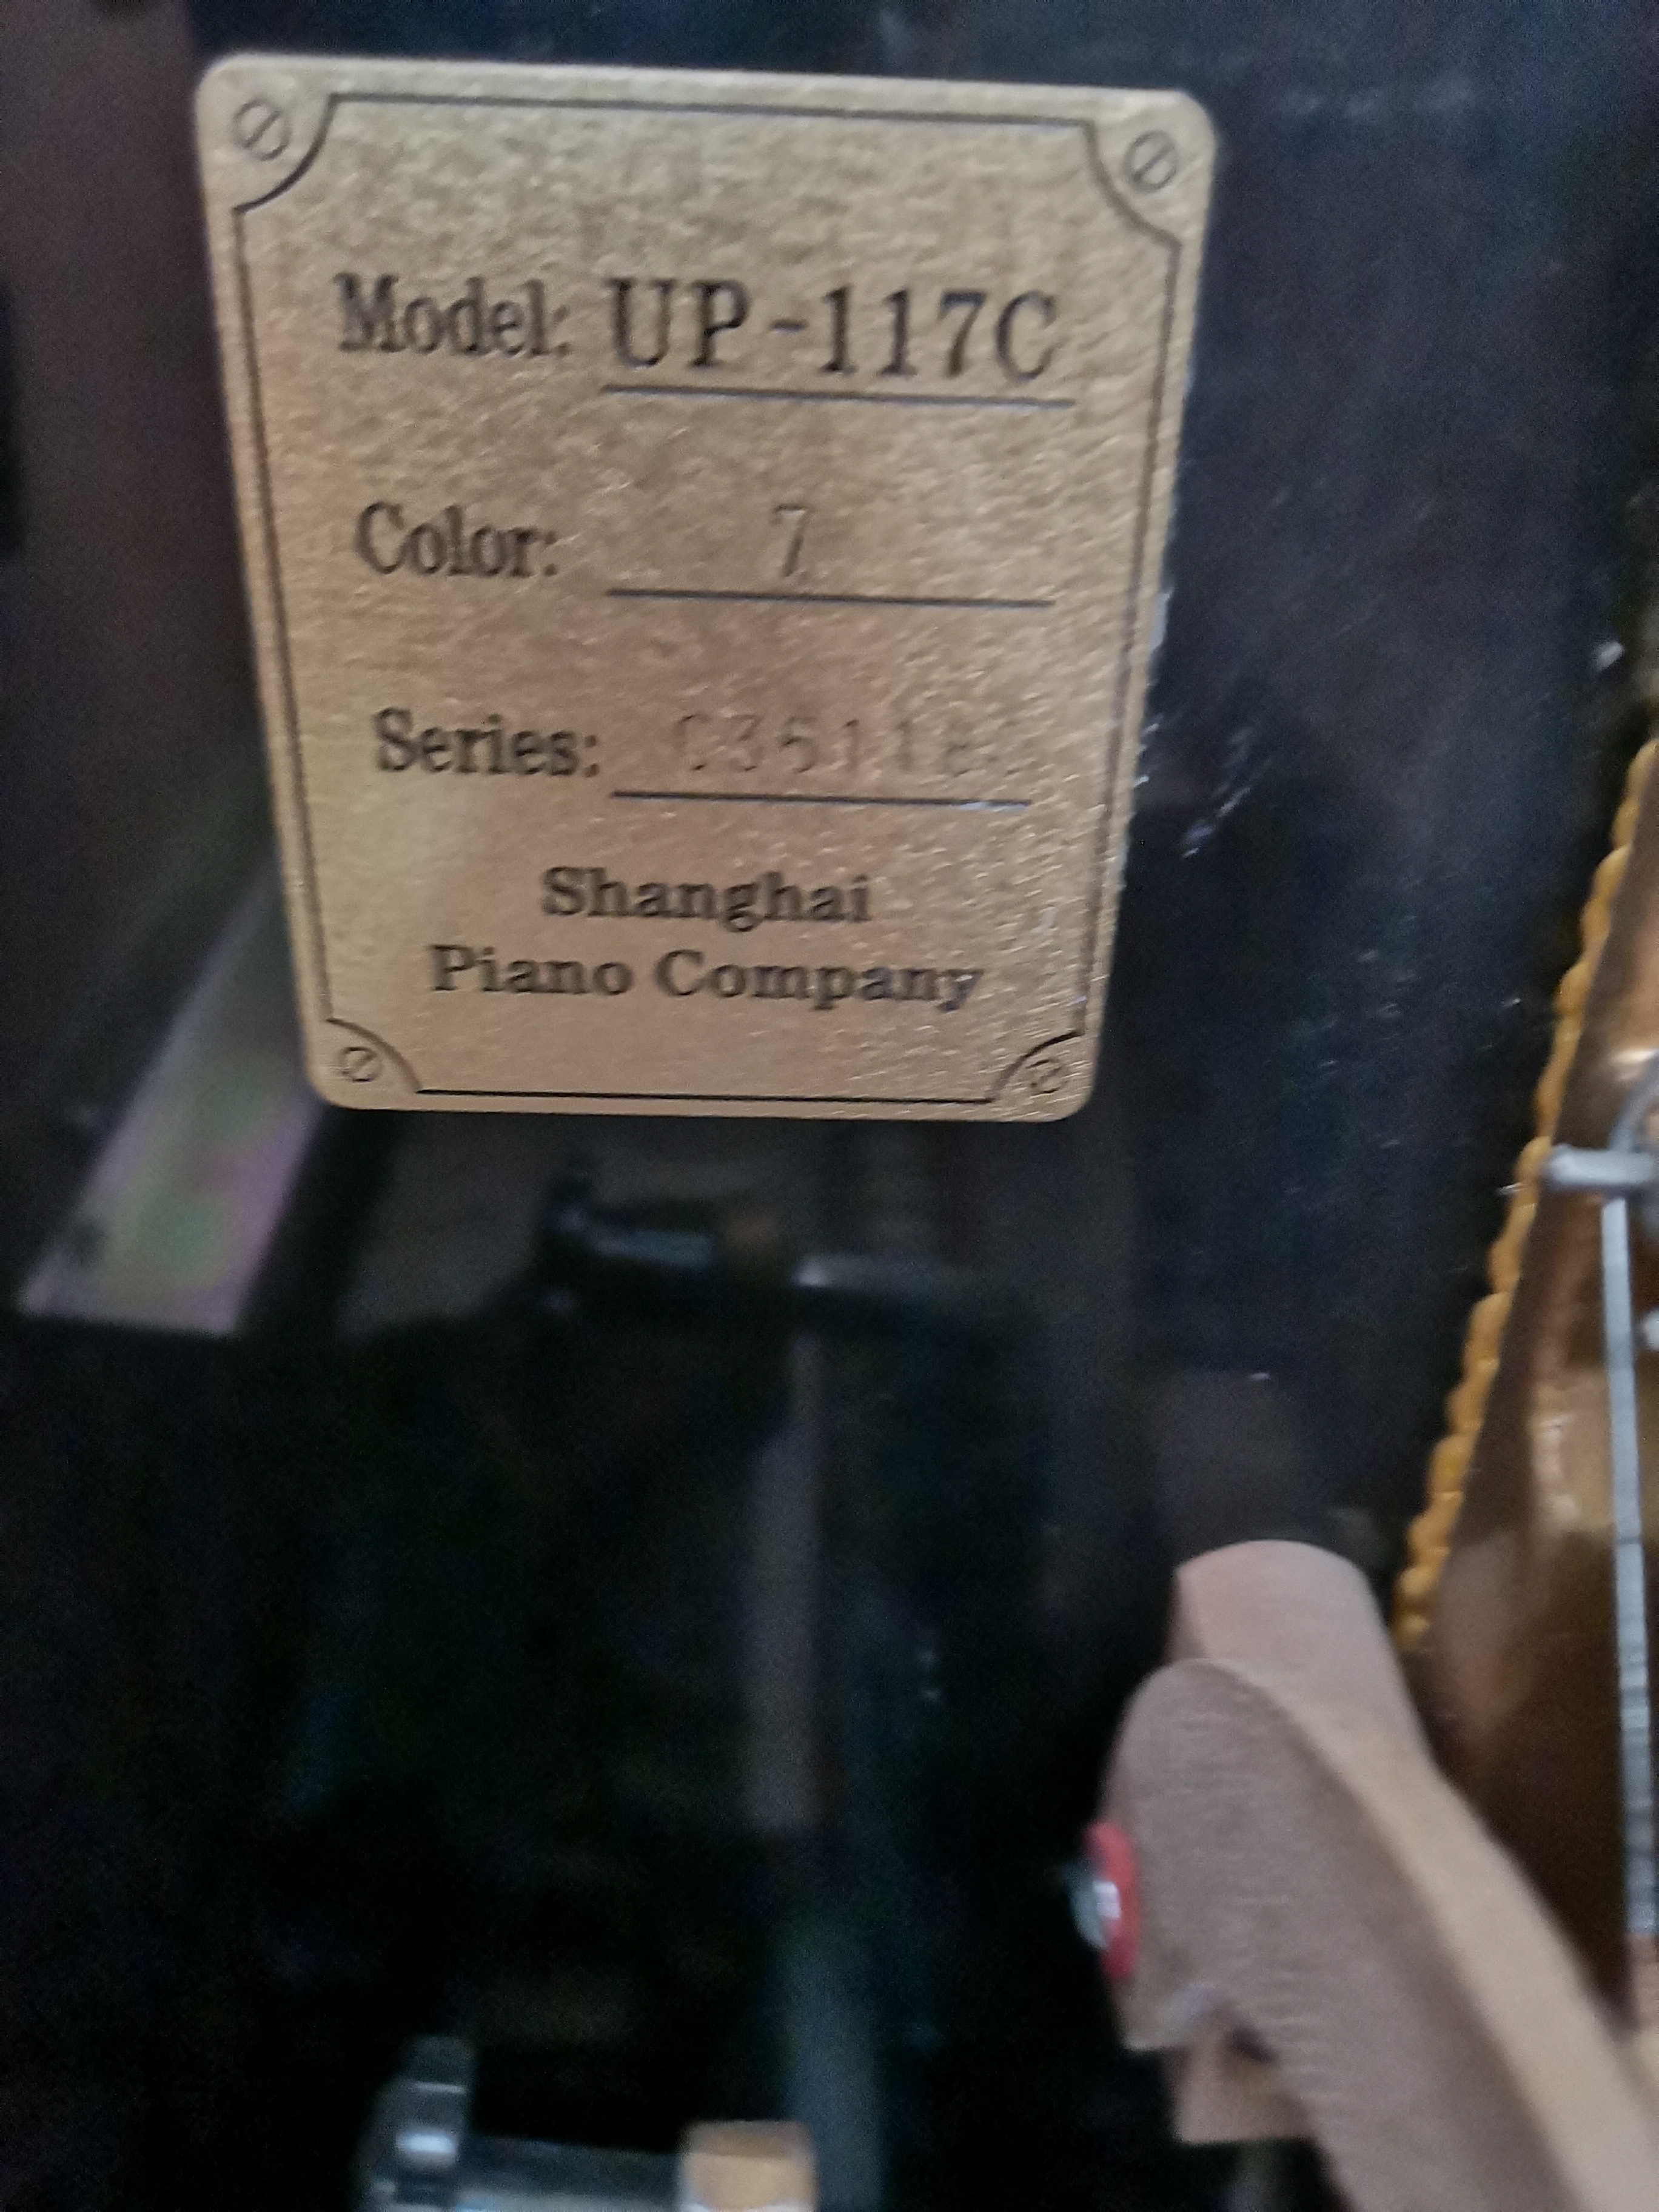 Model: UP-117C
Color: 7
Series:
Shanghai
Piano Company